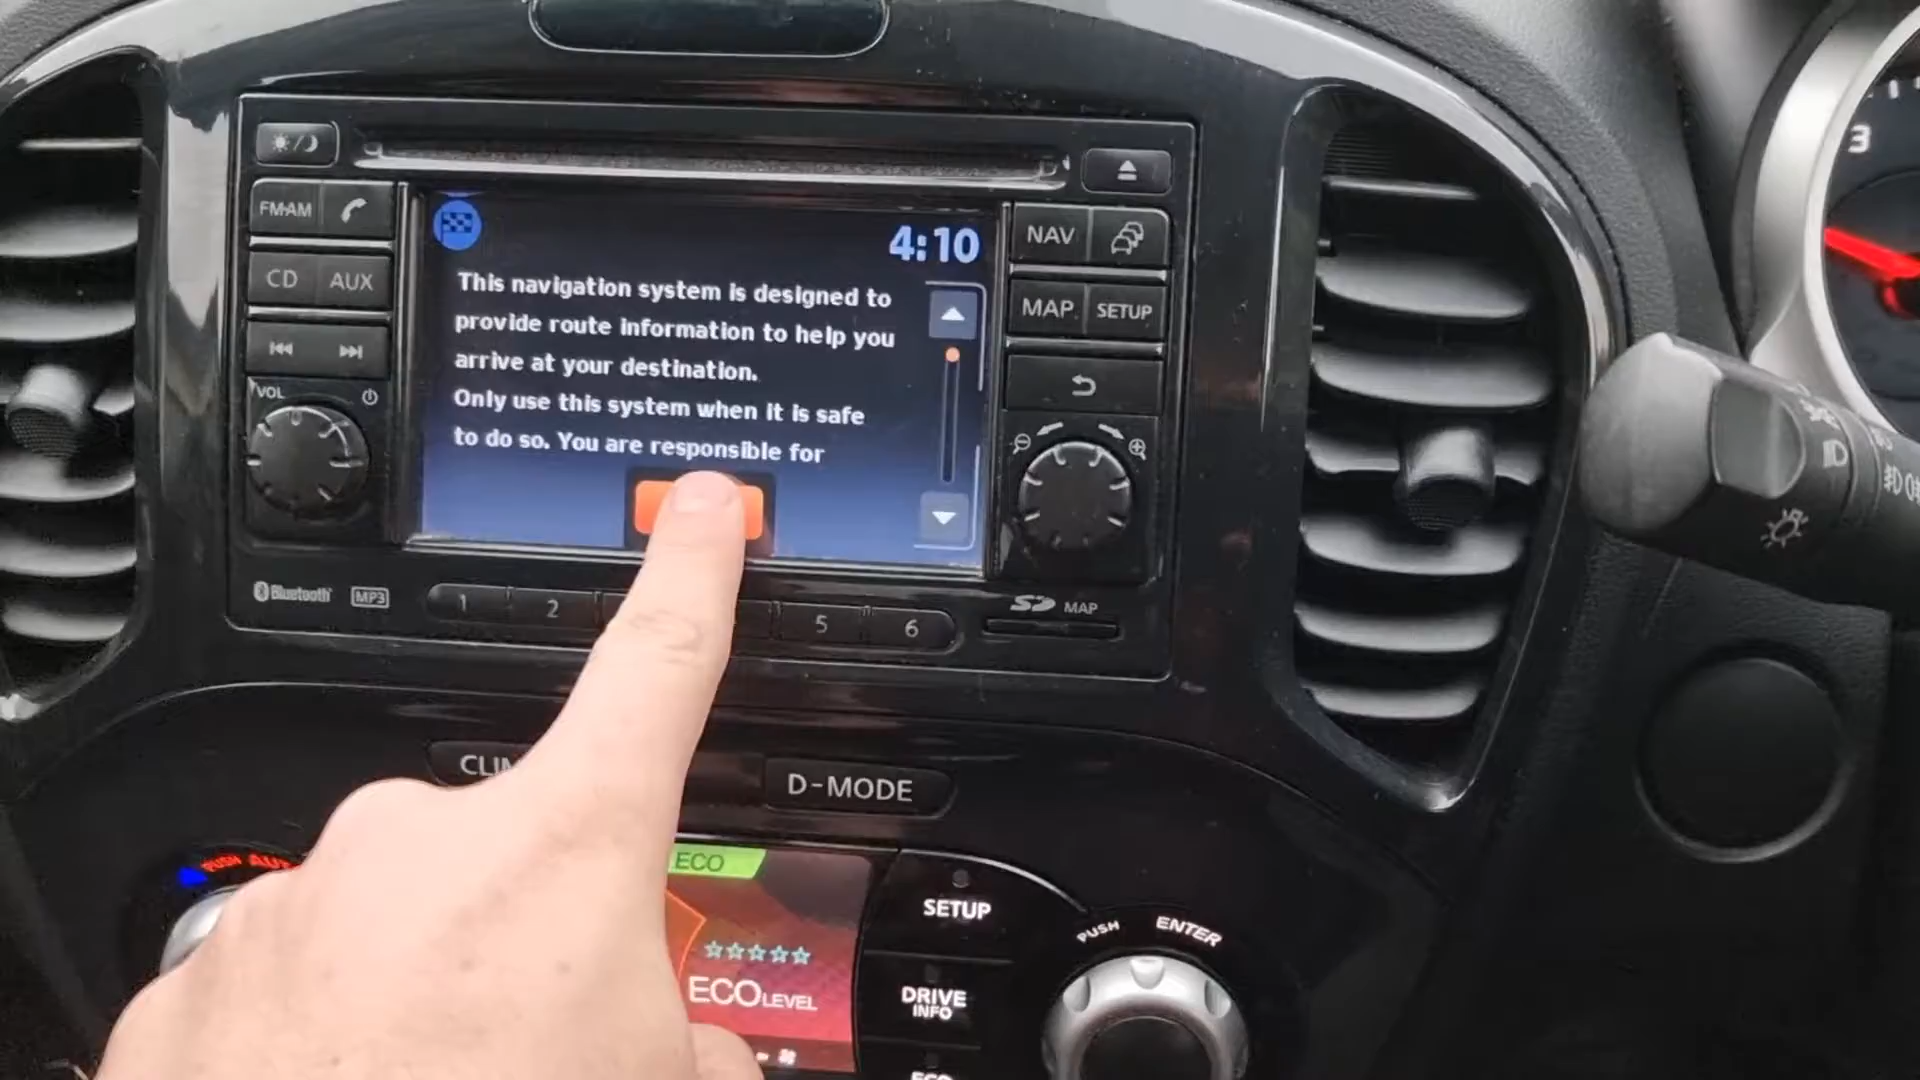 FM·AM
CD
AUX
VOL
4:10
This navigation system is designed to
provide route information to help you
arrive at your destination.
Only use this system when it is safe
to do so. You are responsible for
NAV
MAP
SETUP
Bluetooth
MP3
1
2
5
6
SD MAP
D-MODE
PUSH
ECO
ECO LEVEL
SETUP
DRIVE
INFO
PUSH ENTER
ECO
3